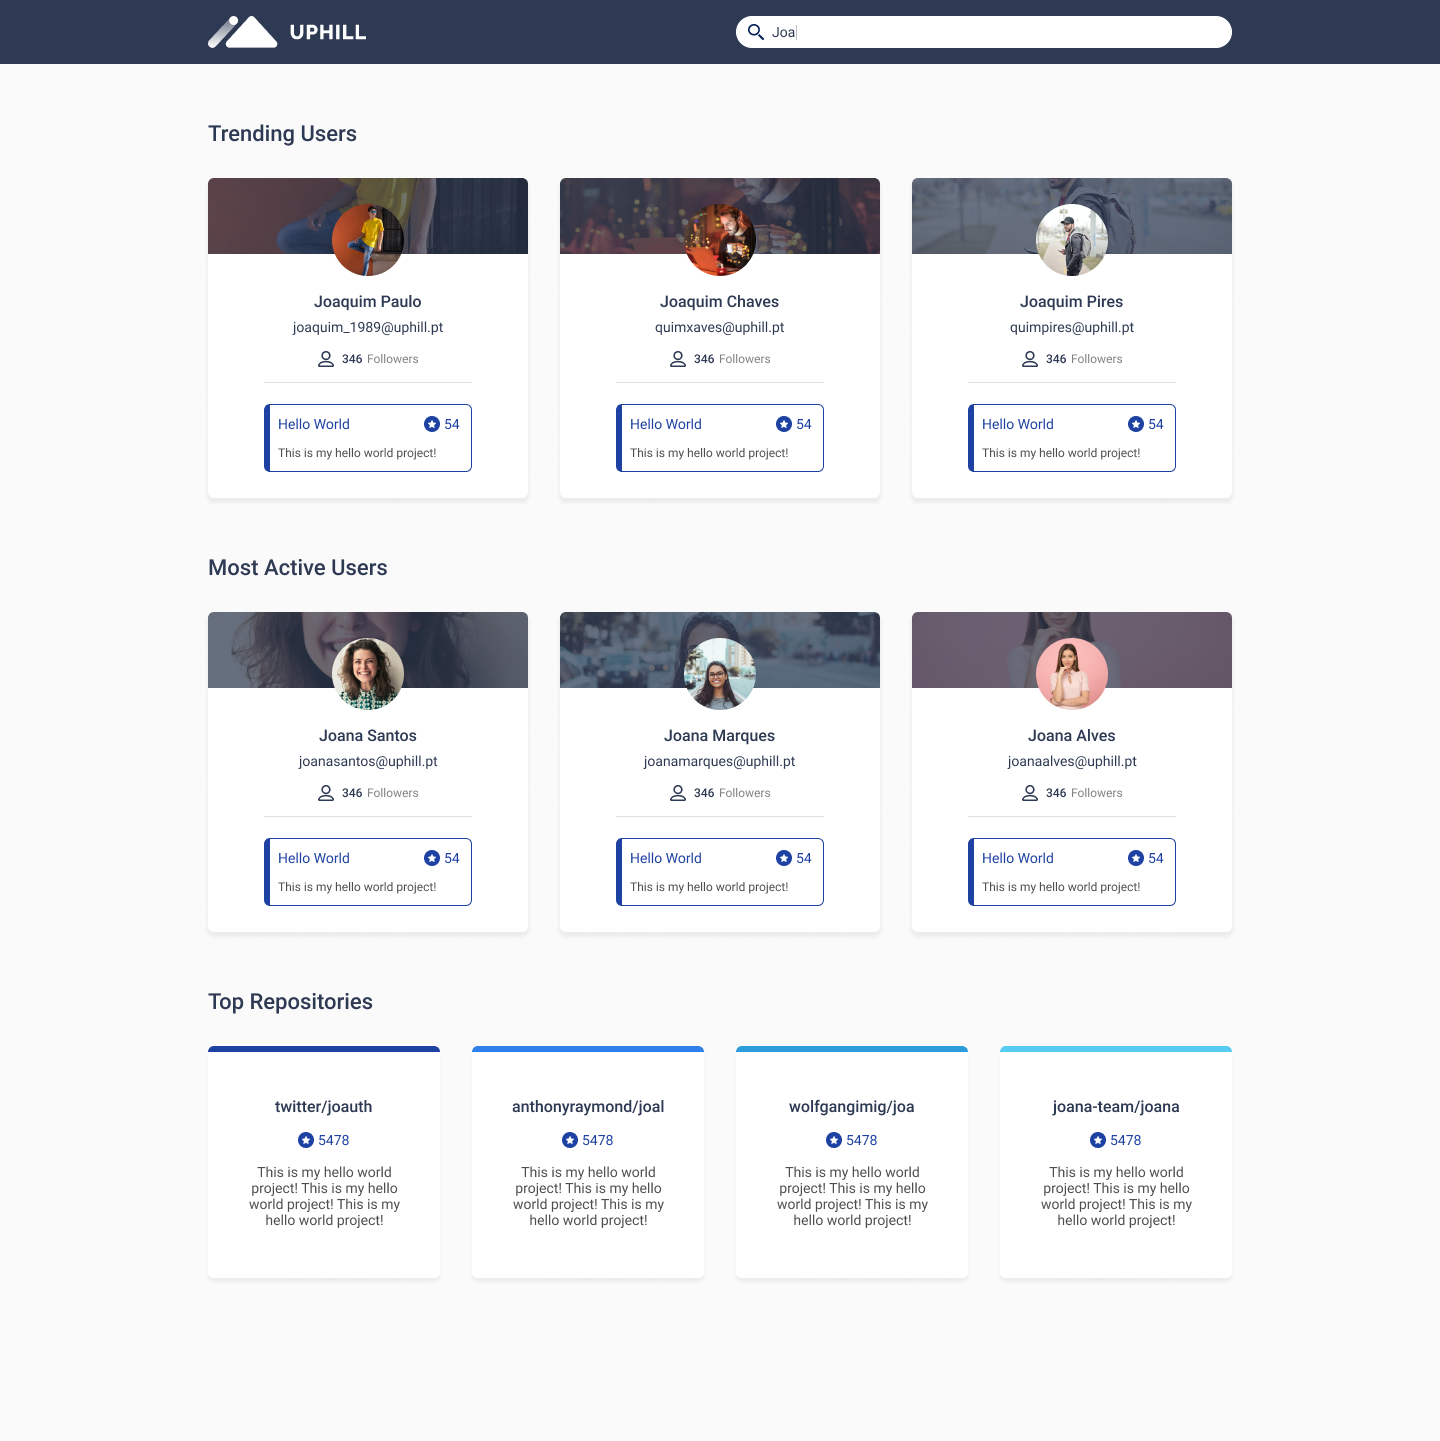 UPHILL
Joa
Trending Users
Joaquim Paulo
joaquim_1989@uphill.pt
346 Followers
Hello World 54
This is my hello world project!
Joaquim Chaves
quimxaves@uphill.pt
346 Followers
Hello World 54
This is my hello world project!
Joaquim Pires
quimpires@uphill.pt
346 Followers
Hello World 54
This is my hello world project!
Most Active Users
Joana Santos
joanasantos@uphill.pt
346 Followers
Hello World 54
This is my hello world project!
Joana Marques
joanamarques@uphill.pt
346 Followers
Hello World 54
This is my hello world project!
Joana Alves
joanaalves@uphill.pt
346 Followers
Hello World 54
This is my hello world project!
Top Repositories
twitter/joauth
5478
This is my hello world
project! This is my hello
world project! This is my
hello world project!
anthonyraymond/joal
5478
This is my hello world
project! This is my hello
world project! This is my
hello world project!
wolfgangimig/joa
5478
This is my hello world
project! This is my hello
world project! This is my
hello world project!
joana-team/joana
5478
This is my hello world
project! This is my hello
world project! This is my
hello world project!